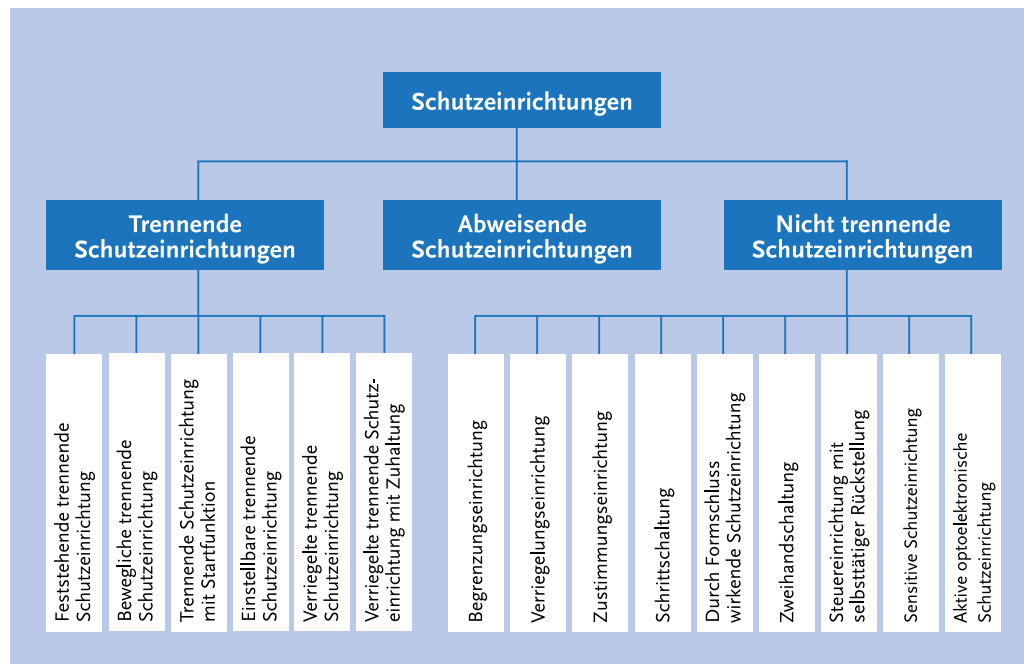 Schutzeinrichtungen
Trennende
Schutzeinrichtungen
Abweisende
Schutzeinrichtungen
Nicht trennende
Schutzeinrichtungen
Feststehende trennende
Schutzeinrichtung
Bewegliche trennende
Schutzeinrichtung
Trennende Schutzeinrichtung
mit Startfunktion
Einstellbare trennende
Schutzeinrichtung
Verriegelte trennende
Schutzeinrichtung
Verriegelte trennende Schutz-
einrichtung mit Zuhaltung
Begrenzungseinrichtung
Verriegelungseinrichtung
Zustimmungseinrichtung
Schrittschaltung
Durch Formschluss
wirkende Schutzeinrichtung
Zweihandschaltung
Steuereinrichtung mit
selbsttätiger Rückstellung
Sensitive Schutzeinrichtung
Aktive optoelektronische
Schutzeinrichtung